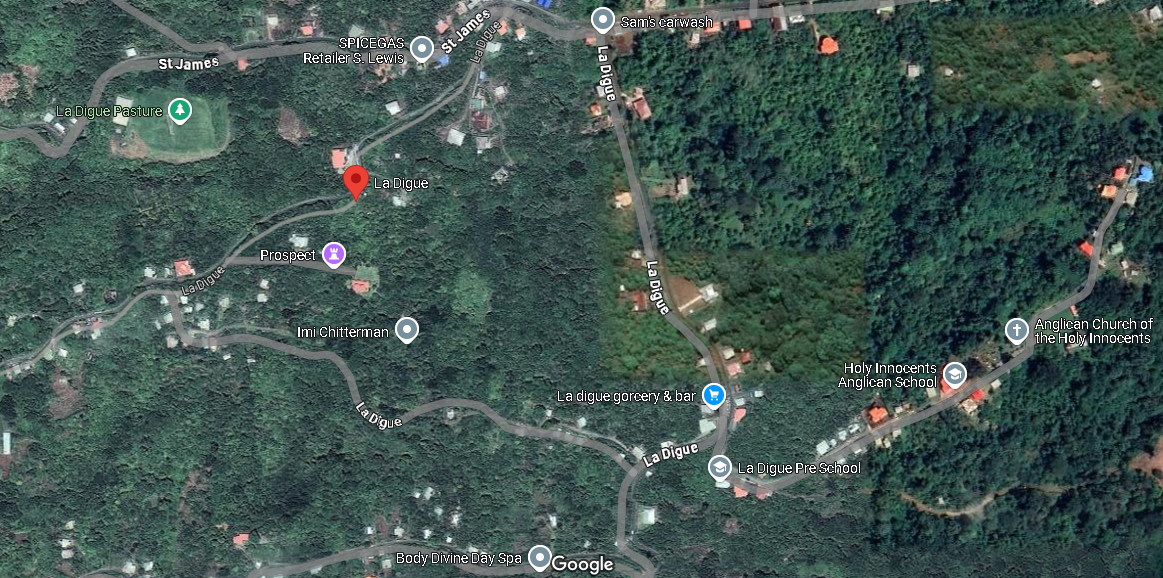 Sam's carwash
St James
La Digue
SPICEGAS
Retailer S. Lewis
St James
La Digue
La Digue Pasture
La Digue
Prospect
La Digue
La Digue
Imi Chitterman
Anglican Church of
the Holy Innocents
Holy Innocents
Anglican School
La digue gorcery & bar
La Digue
La Digue
La Digue Pre School
Body Divine Day Spa
Google